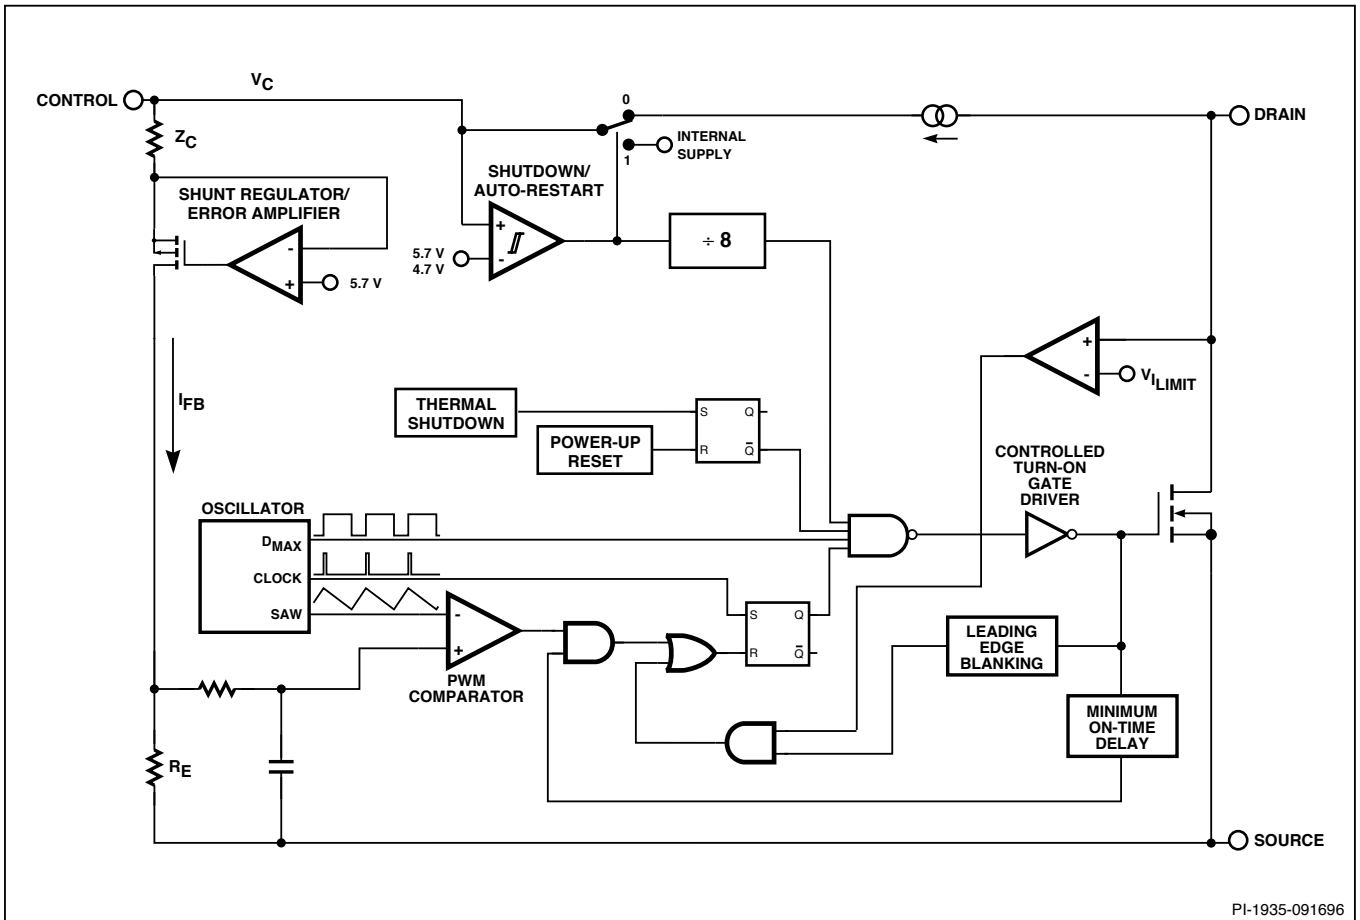 VC
CONTROL
ZC
0
DRAIN
INTERNAL
SUPPLY
1
SHUTDOWN/
AUTO-RESTART
SHUNT REGULATOR/
ERROR AMPLIFIER
+
-
÷ 8
5.7 V
4.7 V
-
+
5.7 V
+
-
VILIMIT
IFB
THERMAL
SHUTDOWN
POWER-UP
RESET
S
Q
R
Q̅
CONTROLLED
TURN-ON
GATE
DRIVER
OSCILLATOR
DMAX
CLOCK
SAW
-
+
PWM
COMPARATOR
S
Q
R
Q̅
LEADING
EDGE
BLANKING
MINIMUM
ON-TIME
DELAY
RE
SOURCE
PI-1935-091696